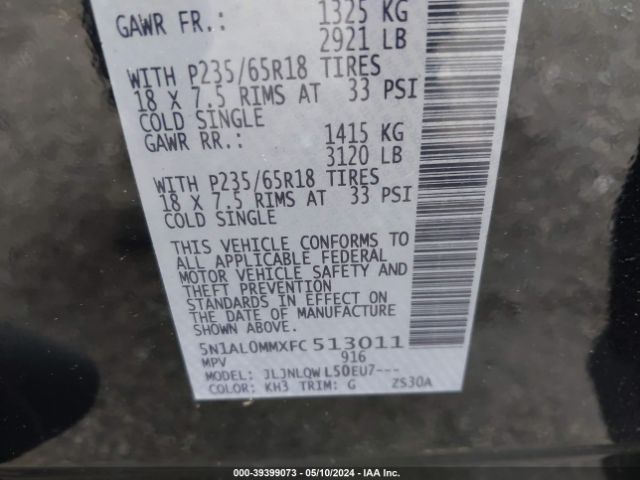 GAWR FR.: 1325 KG
2921 LB
WITH P235/65R18 TIRES
18 X 7.5 RIMS AT 33 PSI
COLD SINGLE
GAWR RR.: 1415 KG
3120 LB
WITH P235/65R18 TIRES
18 X 7.5 RIMS AT 33 PSI
COLD SINGLE
THIS VEHICLE CONFORMS TO
ALL APPLICABLE FEDERAL
MOTOR VEHICLE SAFETY AND
THEFT PREVENTION
STANDARDS IN EFFECT ON
THE DATE OF MANUFACTURE
SHOWN ABOVE.
5N1AL0MMXFC513011
MPV 916
MODEL: JLJNLQWL50EU7---
COLOR: KH3 TRIM: G ZS30A
000-39399073 - 05/10/2024 - IAA Inc.